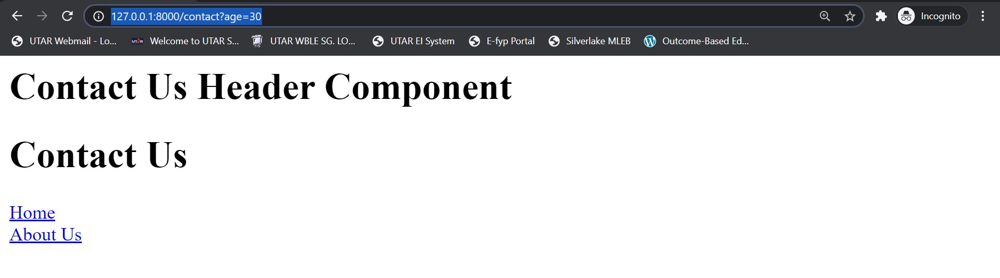 127.0.0.1:8000/contact?age=30
Incognito
UTAR Webmail - Lo... UTAR Welcome to UTAR S... UTAR WBLE SG. LO... UTAR EI System E-fyp Portal Silverlake MLEB Outcome-Based Ed...
Contact Us Header Component
Contact Us
Home
About Us